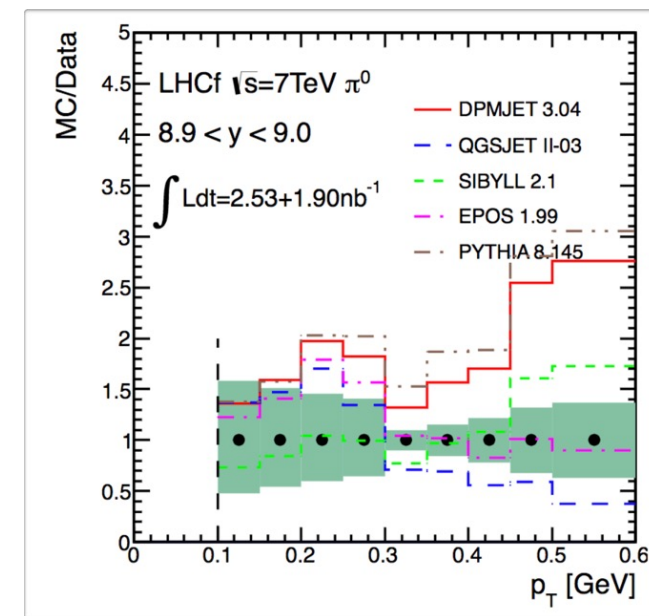 MC/Data
5
4.5
4
3.5
3
2.5
2
1.5
1
0.5
0
LHCf √s=7TeV π⁰
8.9 < y < 9.0
∫ Ldt=2.53+1.90nb⁻¹
DPMJET 3.04
QGSJET II-03
SIBYLL 2.1
EPOS 1.99
PYTHIA 8.145
0 0.1 0.2 0.3 0.4 0.5 0.6
p_T [GeV]